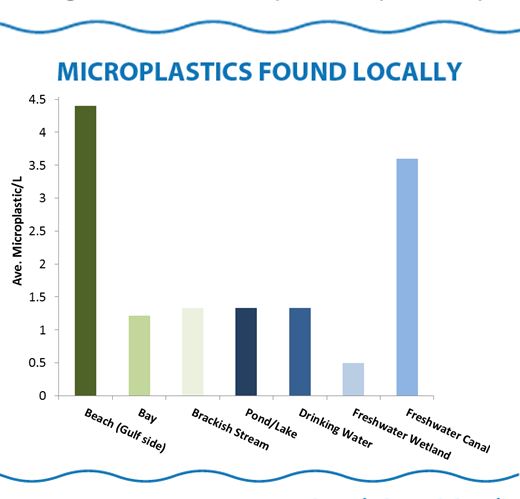 MICROPLASTICS FOUND LOCALLY
4.5
4
3.5
3
2.5
2
1.5
1
0.5
0
Ave. Microplastic/L
Beach (Gulf side)
Bay
Brackish Stream
Pond/Lake
Drinking Water
Freshwater Wetland
Freshwater Canal